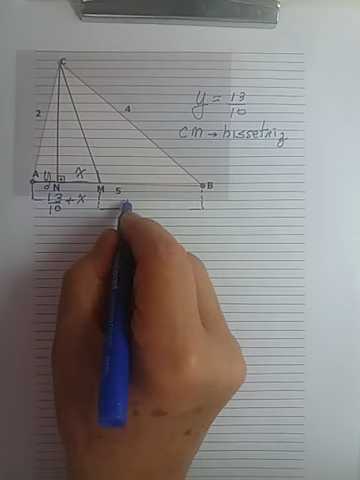 C
2
4
y = 13/10
CM → bissetriz
A y N x M 5 B
13/10 + x